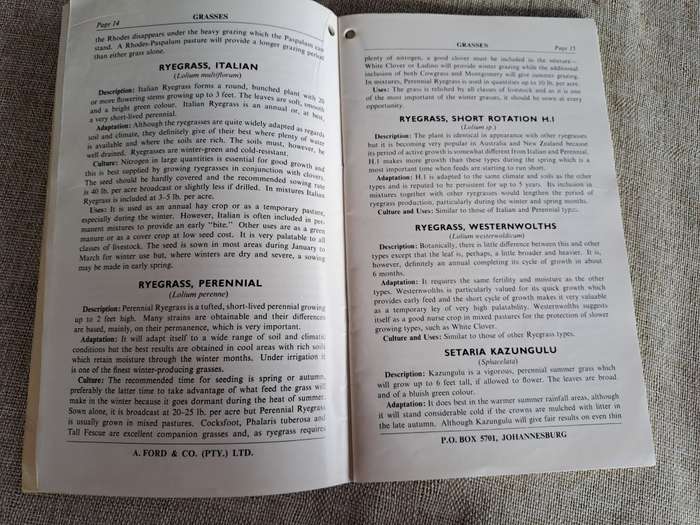 Page 14
GRASSES
the Rhodes disappears under the heavy grazing which the Paspalum can
stand. A Rhodes-Paspalum pasture will provide a longer grazing period
than either grass alone.
RYEGRASS, ITALIAN
(Lolium multiflorum)
Description: Italian Ryegrass forms a round, bunched plant with 20
or more flowering stems growing up to 3 feet. The leaves are soft, smooth
and a bright green colour. Italian Ryegrass is an annual or, at best,
a very short-lived perennial.
Adaptation: Although the ryegrasses are quite widely adapted as regards
soil and climate, they definitely give of their best where plenty of water
is available and where the soils are rich. The soils must, however, be
well drained. Ryegrasses are winter-green and cold-resistant.
Culture: Nitrogen in large quantities is essential for good growth and
this is best supplied by growing ryegrasses in conjunction with clovers.
The seed should be hardly covered and the recommended sowing rate
is 40 lb. per acre broadcast or slightly less if drilled. In mixtures Italian
Ryegrass is included at 3–5 lb. per acre.
Uses: It is used as an annual hay crop or as a temporary pasture,
especially during the winter. However, Italian is often included in per-
manent mixtures to provide an early “bite.” Other uses are as a green
manure or as a cover crop at low seed cost. It is very palatable to all
classes of livestock. The seed is sown in most areas during January to
March for winter use but, where winters are dry and severe, a sowing
may be made in early spring.
RYEGRASS, PERENNIAL
(Lolium perenne)
Description: Perennial Ryegrass is a tufted, short-lived perennial growing
up to 2 feet high. Many strains are obtainable and their differences
are based, mainly, on their permanence, which is very important.
Adaptation: It will adapt itself to a wide range of soil and climatic
conditions but the best results are obtained in cool areas with rich soils
which retain moisture through the winter months. Under irrigation it
is one of the finest winter-producing grasses.
Culture: The recommended time for seeding is spring or autumn,
preferably the latter time to take advantage of what feed the grass will
make in the winter because it goes dormant during the heat of summer.
Sown alone, it is broadcast at 20–25 lb. per acre but Perennial Ryegrass
is usually grown in mixed pastures. Cocksfoot, Phalaris tuberosa and
Tall Fescue are excellent companion grasses and, as ryegrass requires
A. FORD & CO. (PTY.) LTD.
GRASSES
Page 15
plenty of nitrogen, a good clover must be included in the mixture—
White Clover or Ladino will provide winter grazing while the additional
inclusion of both Cowgrass and Montgomery will give summer grazing.
In mixtures, Perennial Ryegrass is used in quantities up to 10 lb. per acre.
Uses: The grass is relished by all classes of livestock and as it is one
of the most important of the winter grasses, it should be sown at every
opportunity.
RYEGRASS, SHORT ROTATION H.1
(Lolium sp.)
Description: The plant is identical in appearance with other ryegrasses
but it is becoming very popular in Australia and New Zealand because
its period of active growth is somewhat different from Italian and Perennial.
H.1 makes more growth than these types during the spring which is a
most important time when feeds are starting to run short.
Adaptation: H.1 is adapted to the same climate and soils as the other
types and is reputed to be persistent for up to 5 years. Its inclusion in
mixtures together with other ryegrasses would lengthen the period of
ryegrass production, particularly during the winter and spring months.
Culture and Uses: Similar to those of Italian and Perennial types.
RYEGRASS, WESTERNWOLTHS
(Lolium westerwoldicum)
Description: Botanically, there is little difference between this and other
types except that the leaf is, perhaps, a little broader and heavier. It is,
however, definitely an annual completing its cycle of growth in about
6 months.
Adaptation: It requires the same fertility and moisture as the other
types. Westernwolths is particularly valued for its quick growth which
provides early feed and the short cycle of growth makes it very valuable
as a temporary ley of very high palatability. Westernwolths suggests
itself as a good nurse crop in mixed pastures for the protection of slower
growing types, such as White Clover.
Culture and Uses: Similar to those of other Ryegrass types.
SETARIA KAZUNGULU
(Sphacelata)
Description: Kazungula is a vigorous, perennial summer grass which
will grow up to 6 feet tall, if allowed to flower. The leaves are broad.
and of a bluish green colour.
Adaptation: It does best in the warmer summer rainfall areas, although
it will stand considerable cold if the crowns are mulched with litter in
the late autumn. Although Kazungulu will give fair results on even thin
P.O. BOX 5701, JOHANNESBURG